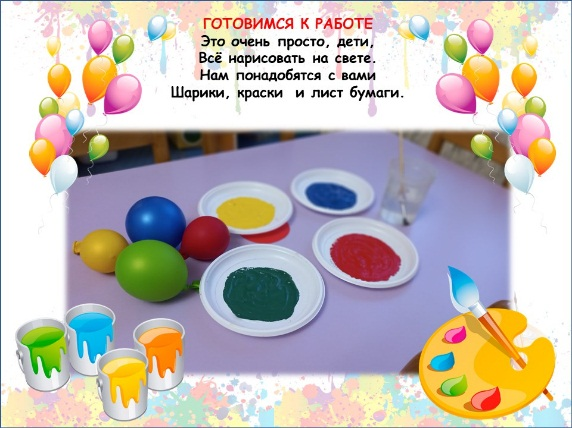 ГОТОВИМСЯ К РАБОТЕ
Это очень просто, дети,
Всё нарисовать на свете.
Нам понадобятся с вами
Шарики, краски и лист бумаги.